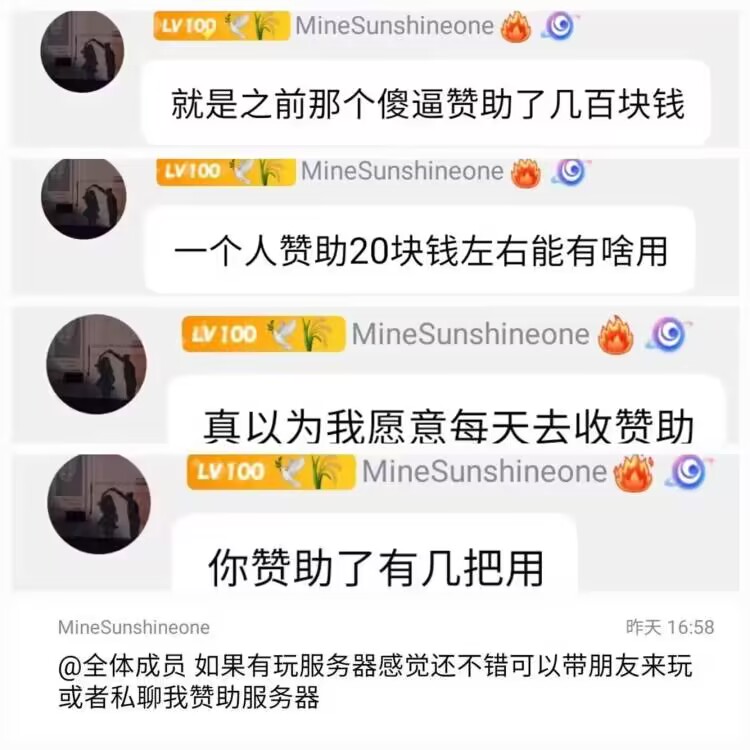 LV100 MineSunshineone
就是之前那个傻逼赞助了几百块钱
LV100 MineSunshineone
一个人赞助20块钱左右能有啥用
LV100 MineSunshineone
真以为我愿意每天去收赞助
LV100 MineSunshineone
你赞助了有几把用
MineSunshineone 昨天 16:58
@全体成员 如果有玩服务器感觉还不错可以带朋友来玩
或者私聊我赞助服务器